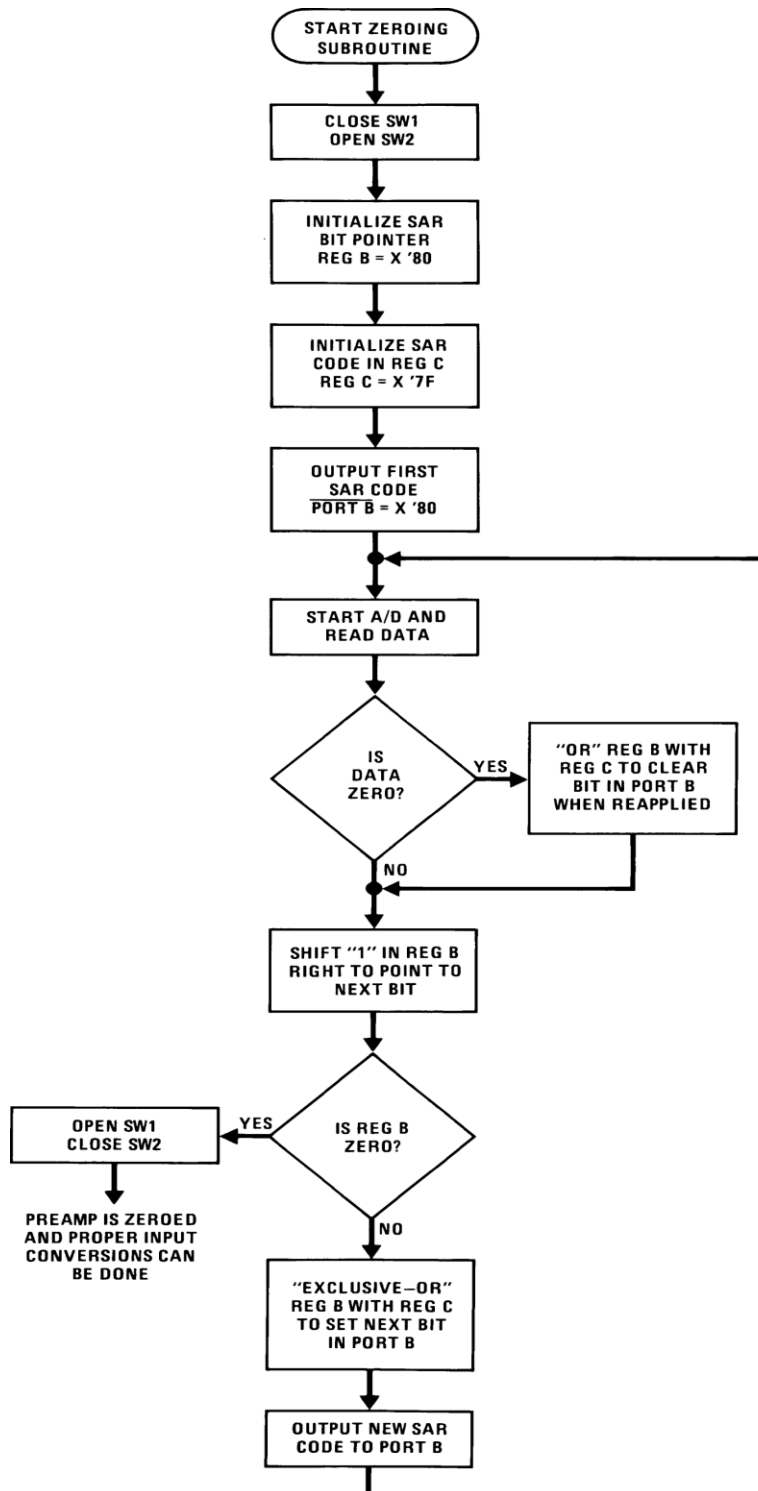 START ZEROING
SUBROUTINE
CLOSE SW1
OPEN SW2
INITIALIZE SAR
BIT POINTER
REG B = X '80
INITIALIZE SAR
CODE IN REG C
REG C = X '7F
OUTPUT FIRST
SAR CODE
PORT B = X '80
START A/D AND
READ DATA
IS
DATA
ZERO?
YES
"OR" REG B WITH
REG C TO CLEAR
BIT IN PORT B
WHEN REAPPLIED
NO
SHIFT "1" IN REG B
RIGHT TO POINT TO
NEXT BIT
IS REG B
ZERO?
YES
OPEN SW1
CLOSE SW2
PREAMP IS ZEROED
AND PROPER INPUT
CONVERSIONS CAN
BE DONE
NO
"EXCLUSIVE–OR"
REG B WITH REG C
TO SET NEXT BIT
IN PORT B
OUTPUT NEW SAR
CODE TO PORT B